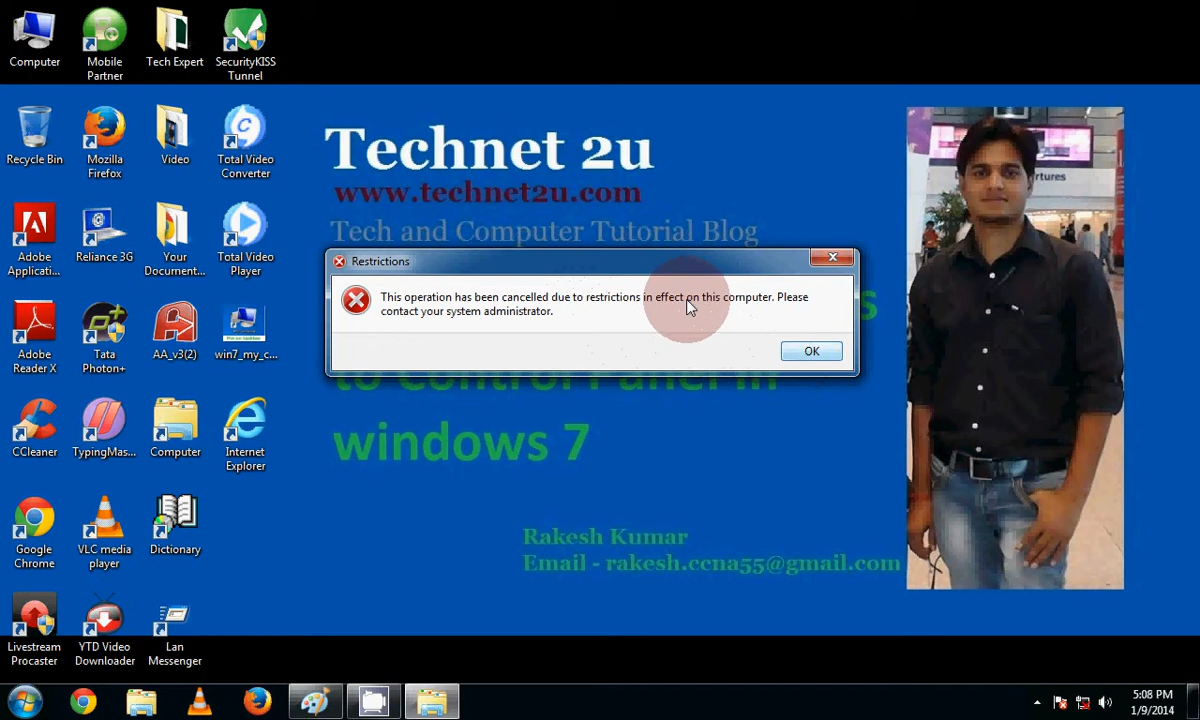 Computer
Mobile
Partner
Tech Expert
SecurityKISS
Tunnel
Recycle Bin
Mozilla
Firefox
Video
Total Video
Converter
Adobe
Applicati...
Reliance 3G
Your
Document...
Total Video
Player
Adobe
Reader X
Tata
Photon+
AA_v3(2)
win7_my_c...
CCleaner
TypingMas...
Computer
Internet
Explorer
Google
Chrome
VLC media
player
Dictionary
Livestream
Procaster
YTD Video
Downloader
Lan
Messenger
Technet 2u
www.technet2u.com
Tech and Computer Tutorial Blog
Restrictions
This operation has been cancelled due to restrictions in effect on this computer. Please
contact your system administrator.
OK
to Control Panel in
windows 7
Rakesh Kumar
Email - rakesh.ccna55@gmail.com
5:08 PM
1/9/2014